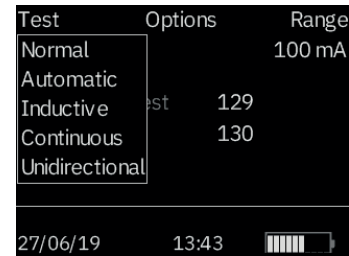 Test Options Range
Normal 100 mA
Automatic
Inductive est 129
Continuous 130
Unidirectional
27/06/19 13:43